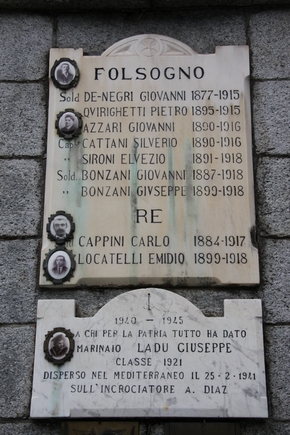 FOLSOGNO
Sold. DE-NEGRI GIOVANNI 1877-1915
QVIRIGHETTI PIETRO 1895-1915
AZZARI GIOVANNI 1890-1916
CATTANI SILVERIO 1890-1916
" SIRONI ELVEZIO 1891-1918
Sold. BONZANI GIOVANNI 1887-1918
" BONZANI GIVSEPPE 1899-1918
RE
CAPPINI CARLO 1884-1917
LOCATELLI EMIDIO 1899-1918
1940 - 1945
A CHI PER LA PATRIA TUTTO HA DATO
MARINAIO LADU GIUSEPPE
CLASSE 1921
DISPERSO NEL MEDITERRANEO IL 25-2-1941
SULL'INCROCIATORE A. DIAZ